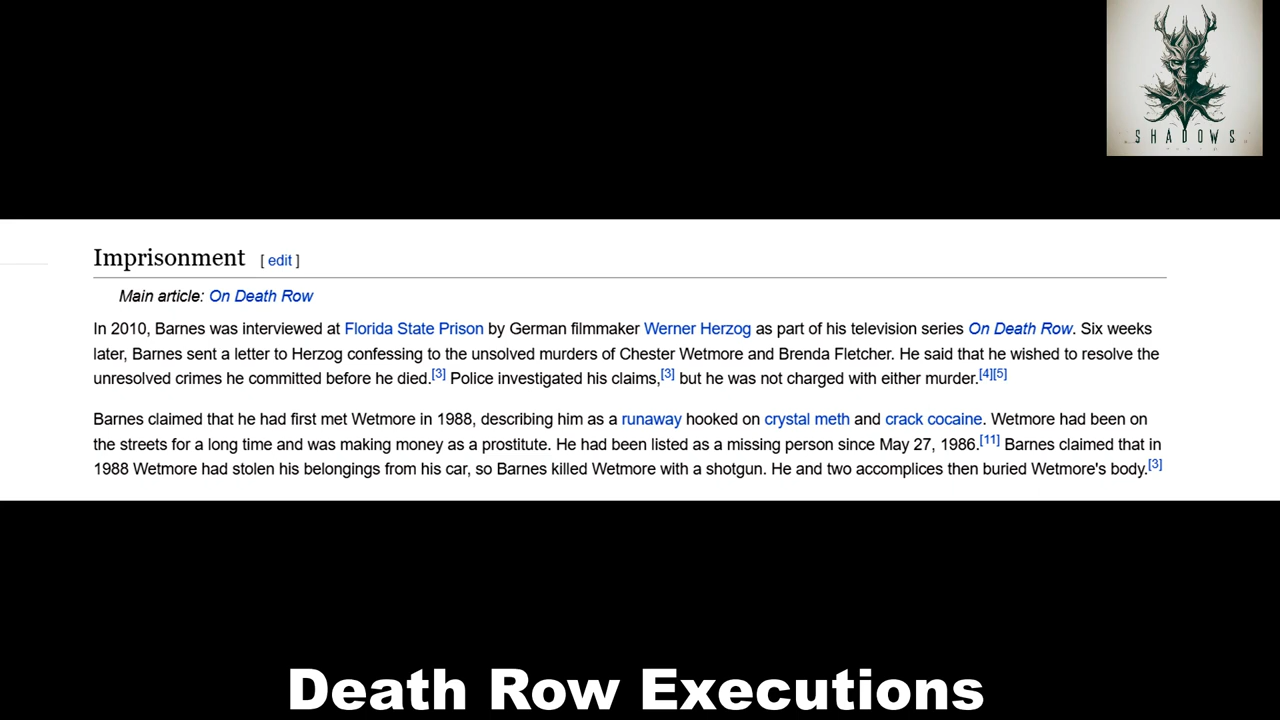 SHADOWS
Imprisonment [ edit ]
Main article: On Death Row
In 2010, Barnes was interviewed at Florida State Prison by German filmmaker Werner Herzog as part of his television series On Death Row. Six weeks
later, Barnes sent a letter to Herzog confessing to the unsolved murders of Chester Wetmore and Brenda Fletcher. He said that he wished to resolve the
unresolved crimes he committed before he died.[3] Police investigated his claims,[3] but he was not charged with either murder.[4][5]
Barnes claimed that he had first met Wetmore in 1988, describing him as a runaway hooked on crystal meth and crack cocaine. Wetmore had been on
the streets for a long time and was making money as a prostitute. He had been listed as a missing person since May 27, 1986.[11] Barnes claimed that in
1988 Wetmore had stolen his belongings from his car, so Barnes killed Wetmore with a shotgun. He and two accomplices then buried Wetmore's body.[3]
Death Row Executions